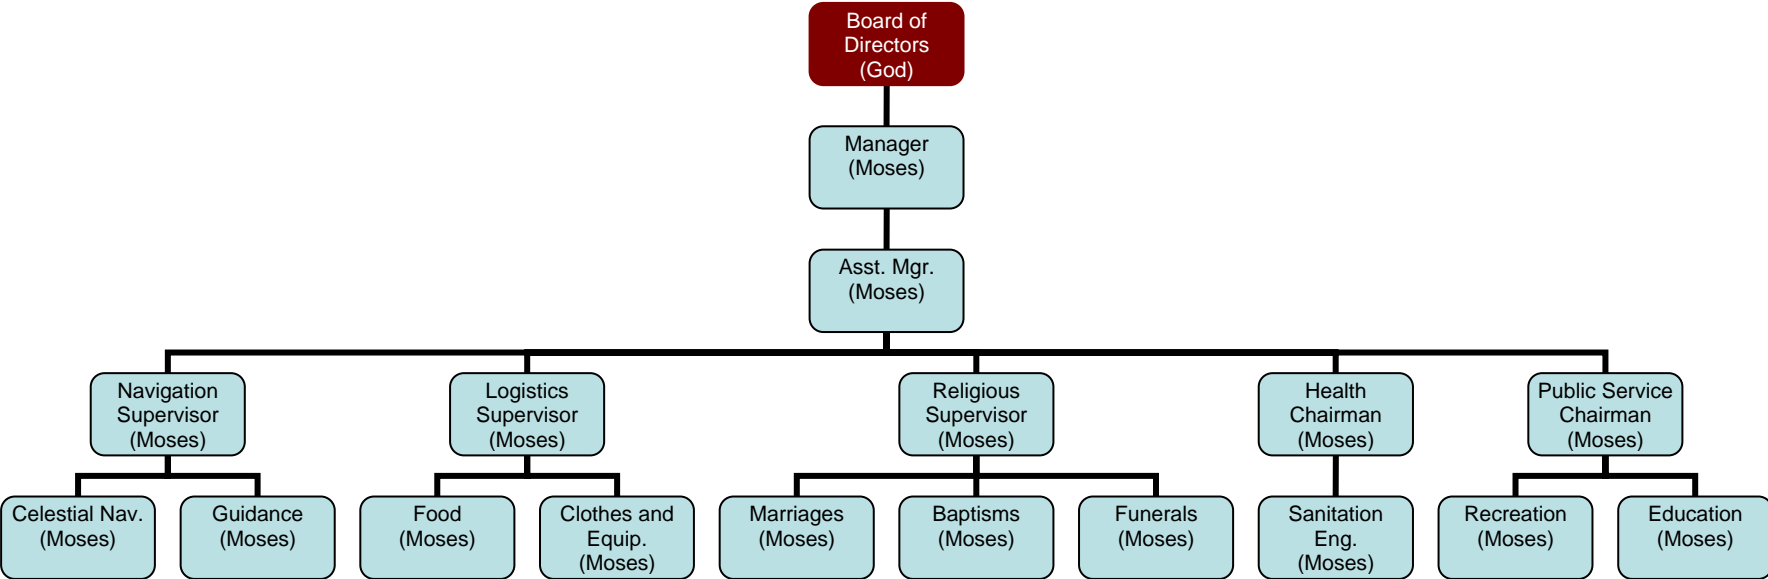 Board of
Directors
(God)
Manager
(Moses)
Asst. Mgr.
(Moses)
Navigation
Supervisor
(Moses)
Logistics
Supervisor
(Moses)
Religious
Supervisor
(Moses)
Health
Chairman
(Moses)
Public Service
Chairman
(Moses)
Celestial Nav.
(Moses)
Guidance
(Moses)
Food
(Moses)
Clothes and
Equip.
(Moses)
Marriages
(Moses)
Baptisms
(Moses)
Funerals
(Moses)
Sanitation
Eng.
(Moses)
Recreation
(Moses)
Education
(Moses)